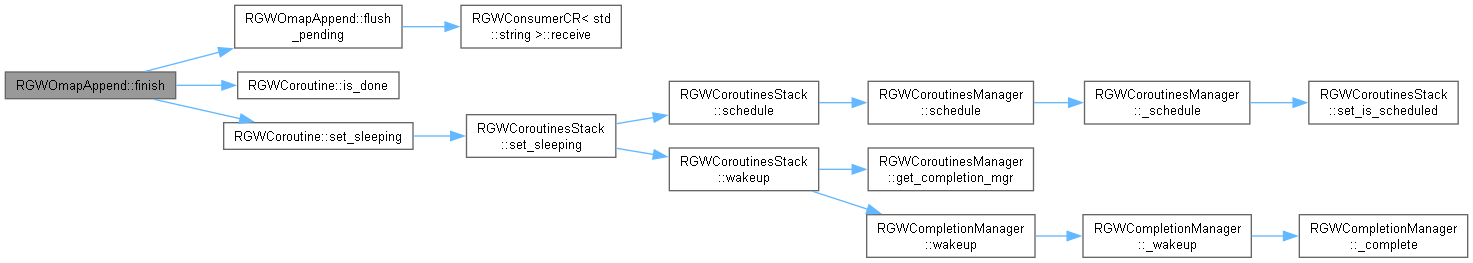 RGWOmapAppend::finish
RGWOmapAppend::flush
_pending
RGWConsumerCR< std
::string >::receive
RGWCoroutine::is_done
RGWCoroutine::set_sleeping
RGWCoroutinesStack
::set_sleeping
RGWCoroutinesStack
::schedule
RGWCoroutinesManager
::schedule
RGWCoroutinesManager
::_schedule
RGWCoroutinesStack
::set_is_scheduled
RGWCoroutinesStack
::wakeup
RGWCoroutinesManager
::get_completion_mgr
RGWCompletionManager
::wakeup
RGWCompletionManager
::_wakeup
RGWCompletionManager
::_complete